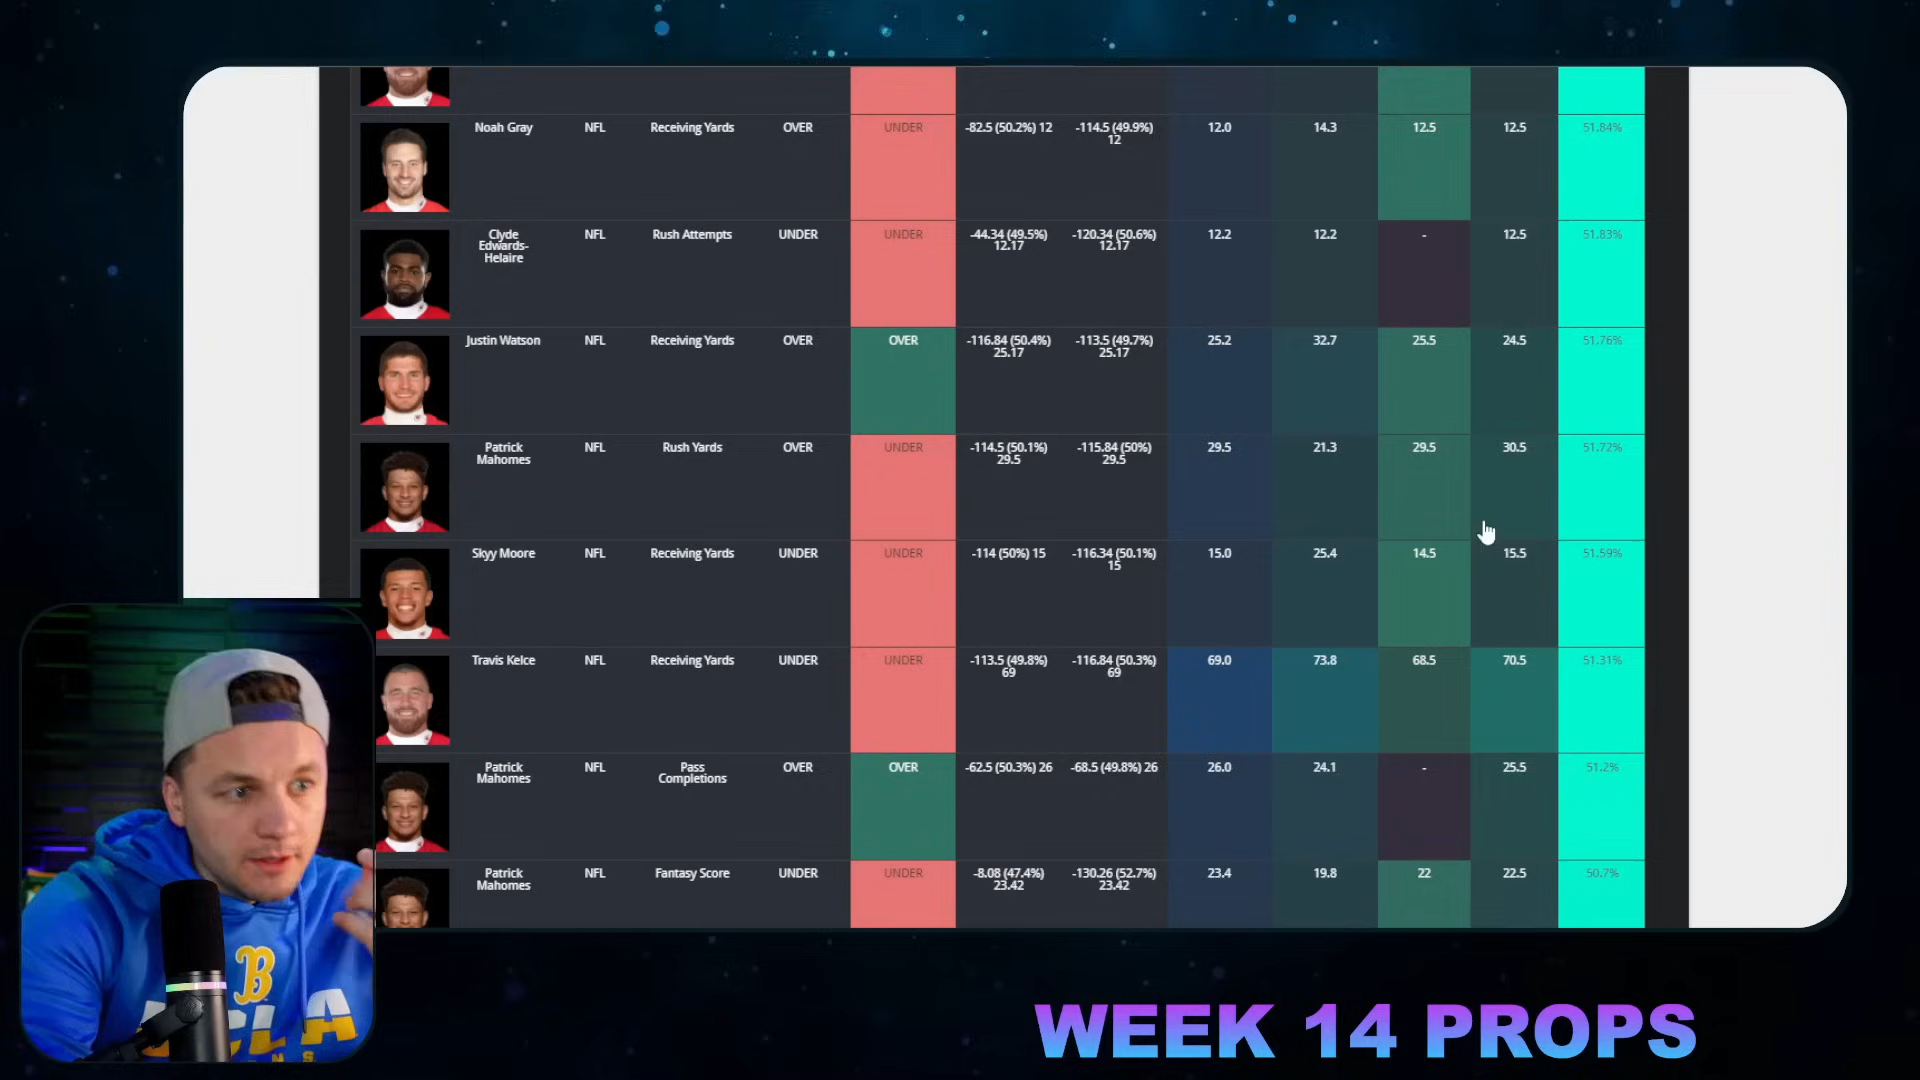 Noah Gray NFL Receiving Yards OVER UNDER -82.5 (50.2%) 12 -114.5 (49.9%) 12.0 14.3 12.5 12.5 51.84%
12
Clyde NFL Rush Attempts UNDER UNDER -44.34 (49.5%) -120.34 (50.6%) 12.2 12.2 - 12.5 51.83%
Edwards- 12.17 12.17
Helaire
Justin Watson NFL Receiving Yards OVER OVER -116.84 (50.4%) -113.5 (49.7%) 25.2 32.7 25.5 24.5 51.76%
25.17 25.17
Patrick NFL Rush Yards OVER UNDER -114.5 (50.1%) -115.84 (50%) 29.5 21.3 29.5 30.5 51.72%
Mahomes 29.5 29.5
Skyy Moore NFL Receiving Yards UNDER UNDER -114 (50%) 15 -116.34 (50.1%) 15.0 25.4 14.5 15.5 51.59%
15
Travis Kelce NFL Receiving Yards UNDER UNDER -113.5 (49.8%) -116.84 (50.3%) 69.0 73.8 68.5 70.5 51.31%
69 69
Patrick NFL Pass OVER OVER -62.5 (50.3%) 26 -68.5 (49.8%) 26 26.0 24.1 - 25.5 51.2%
Mahomes Completions
Patrick NFL Fantasy Score UNDER UNDER -8.08 (47.4%) -130.26 (52.7%) 23.4 19.8 22 22.5 50.7%
Mahomes 23.42 23.42
B
WEEK 14 PROPS